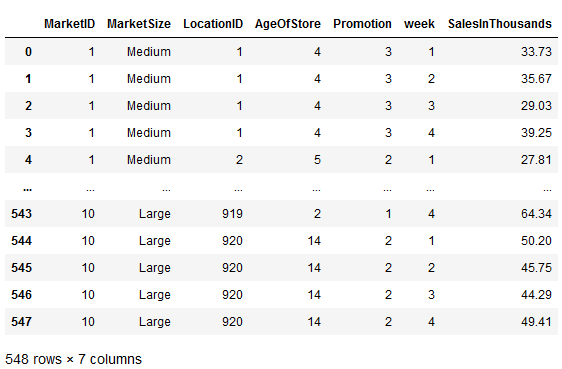 MarketID MarketSize LocationID AgeOfStore Promotion week SalesInThousands
0 1 Medium 1 4 3 1 33.73
1 1 Medium 1 4 3 2 35.67
2 1 Medium 1 4 3 3 29.03
3 1 Medium 1 4 3 4 39.25
4 1 Medium 2 5 2 1 27.81
... ... ... ... ... ... ... ...
543 10 Large 919 2 1 4 64.34
544 10 Large 920 14 2 1 50.20
545 10 Large 920 14 2 2 45.75
546 10 Large 920 14 2 3 44.29
547 10 Large 920 14 2 4 49.41
548 rows × 7 columns